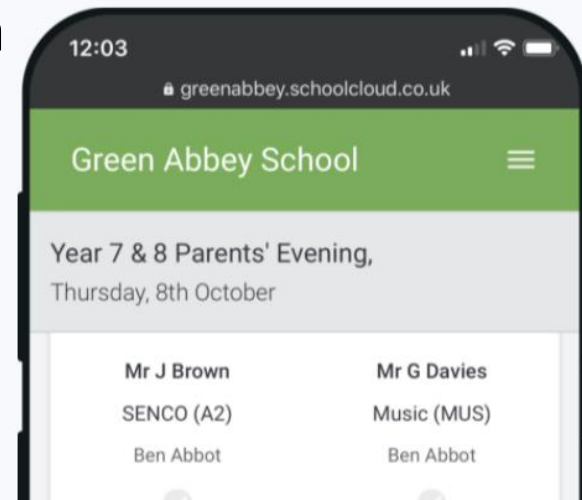 12:03
greenabbey.schoolcloud.co.uk
Green Abbey School
Year 7 & 8 Parents' Evening,
Thursday, 8th October
Mr J Brown Mr G Davies
SENCO (A2) Music (MUS)
Ben Abbot Ben Abbot